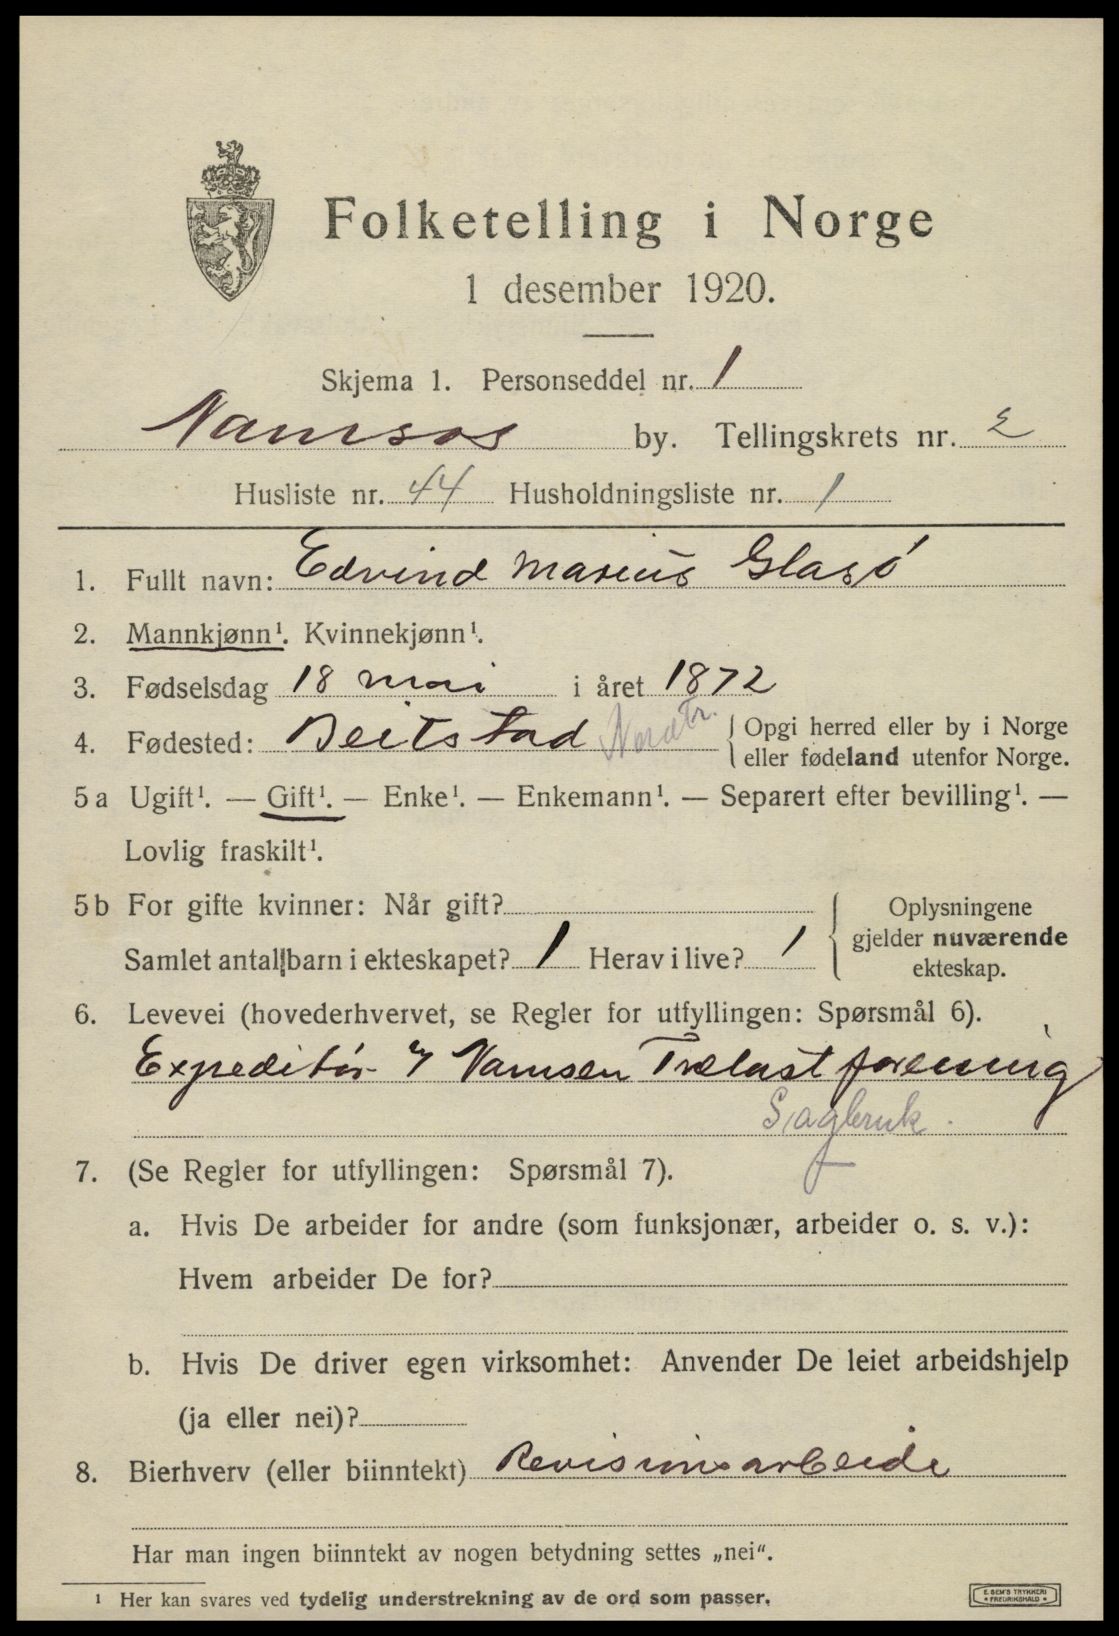 Folketelling i Norge
1 desember 1920.
Skjema 1. Personseddel nr. 1
Namsos by. Tellingskrets nr. 2
Husliste nr. 44 Husholdningsliste nr. 1
1. Fullt navn: Edvind Marius Glasø
2. Mannkjønn¹. Kvinnekjønn¹.
3. Fødselsdag 18 mai i året 1872
4. Fødested: Beitstad Nordtr. Opgi herred eller by i Norge
eller fødeland utenfor Norge.
5 a Ugift¹. — Gift¹. — Enke¹. — Enkemann¹. — Separert efter bevilling¹. —
Lovlig fraskilt¹.
5 b For gifte kvinner: Når gift? Oplysningene
gjelder nuværende
Samlet antal barn i ekteskapet? 1 Herav i live? 1 ekteskap.
6. Levevei (hovederhvervet, se Regler for utfyllingen: Spørsmål 6).
Expeditør Namsen Trælastforening
Sagbruk.
7. (Se Regler for utfyllingen: Spørsmål 7).
a. Hvis De arbeider for andre (som funksjonær, arbeider o. s. v.):
Hvem arbeider De for?
b. Hvis De driver egen virksomhet: Anvender De leiet arbeidshjelp
(ja eller nei)?
8. Bierhverv (eller biinntekt) Revisionsarbeide
Har man ingen biinntekt av nogen betydning settes „nei“.
¹ Her kan svares ved tydelig understrekning av de ord som passer.
E. SEM'S TRYKKERI
• FREDRIKSHALD •